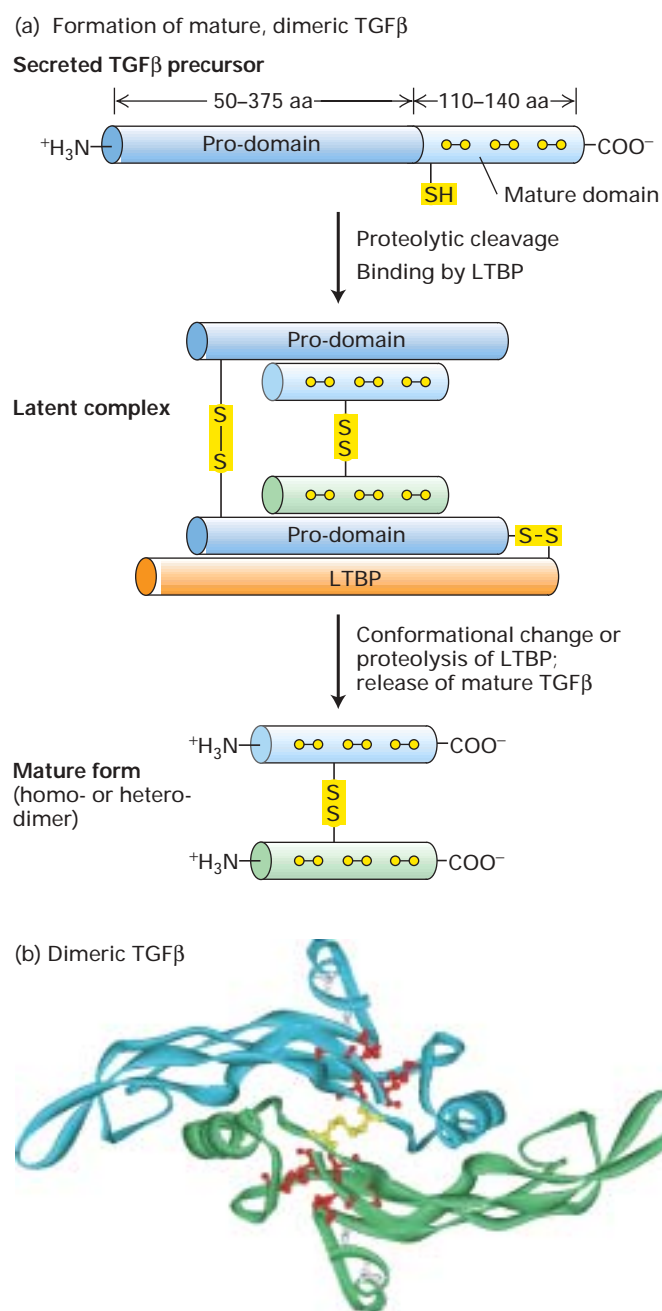 (a) Formation of mature, dimeric TGFβ
Secreted TGFβ precursor
50–375 aa 110–140 aa
⁺H₃N Pro-domain COO⁻
SH Mature domain
Proteolytic cleavage
Binding by LTBP
Pro-domain
Latent complex
S
S
S
S
Pro-domain S-S
LTBP
Conformational change or
proteolysis of LTBP;
release of mature TGFβ
⁺H₃N COO⁻
Mature form
(homo- or hetero-
dimer)
S
S
⁺H₃N COO⁻
(b) Dimeric TGFβ